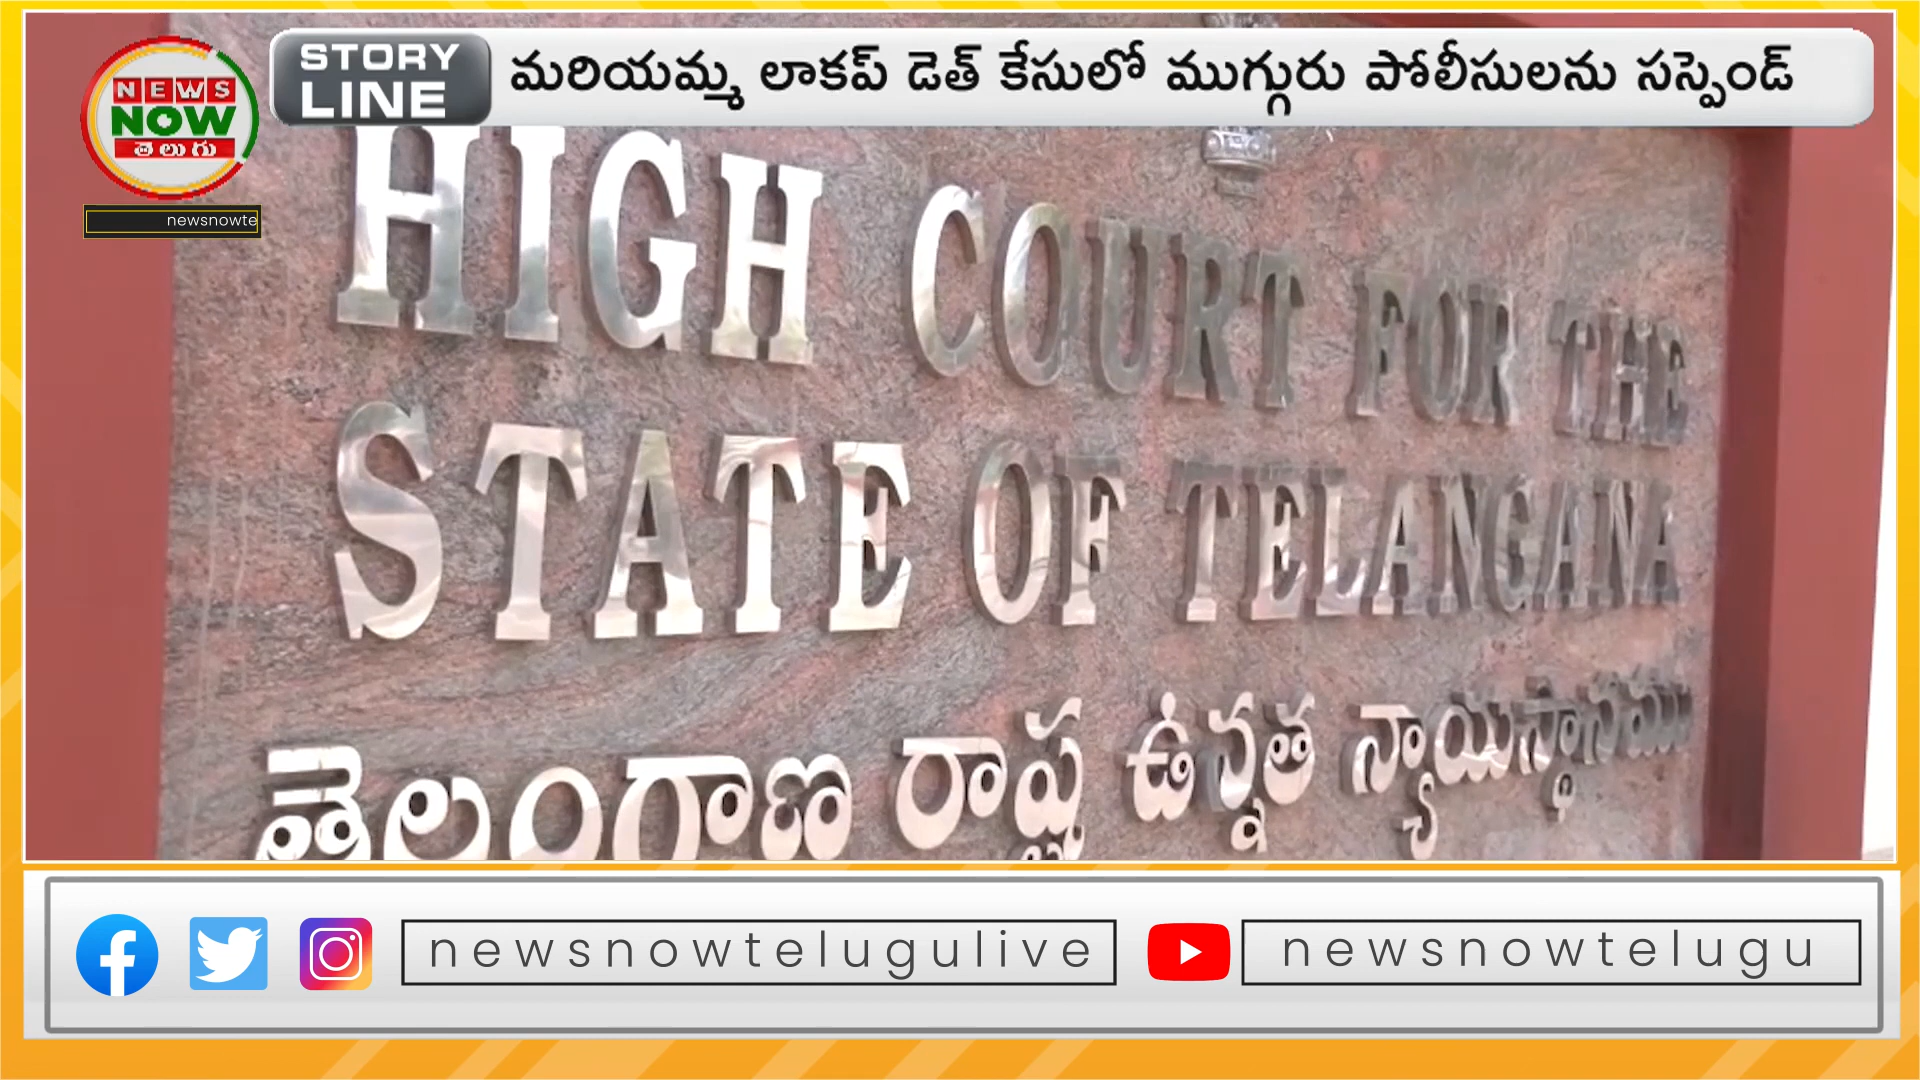 STORY
LINE
మరియమ్మ లాకప్ డెత్ కేసులో ముగ్గురు పోలీసులను సస్పెండ్
NEWS
NOW
తెలుగు
newsnowte
HIGH COURT FOR THE
STATE OF TELANGANA
తెలంగాణ రాష్ట్ర ఉన్నత న్యాయస్థానము
newsnowtelugulive
newsnowtelugu